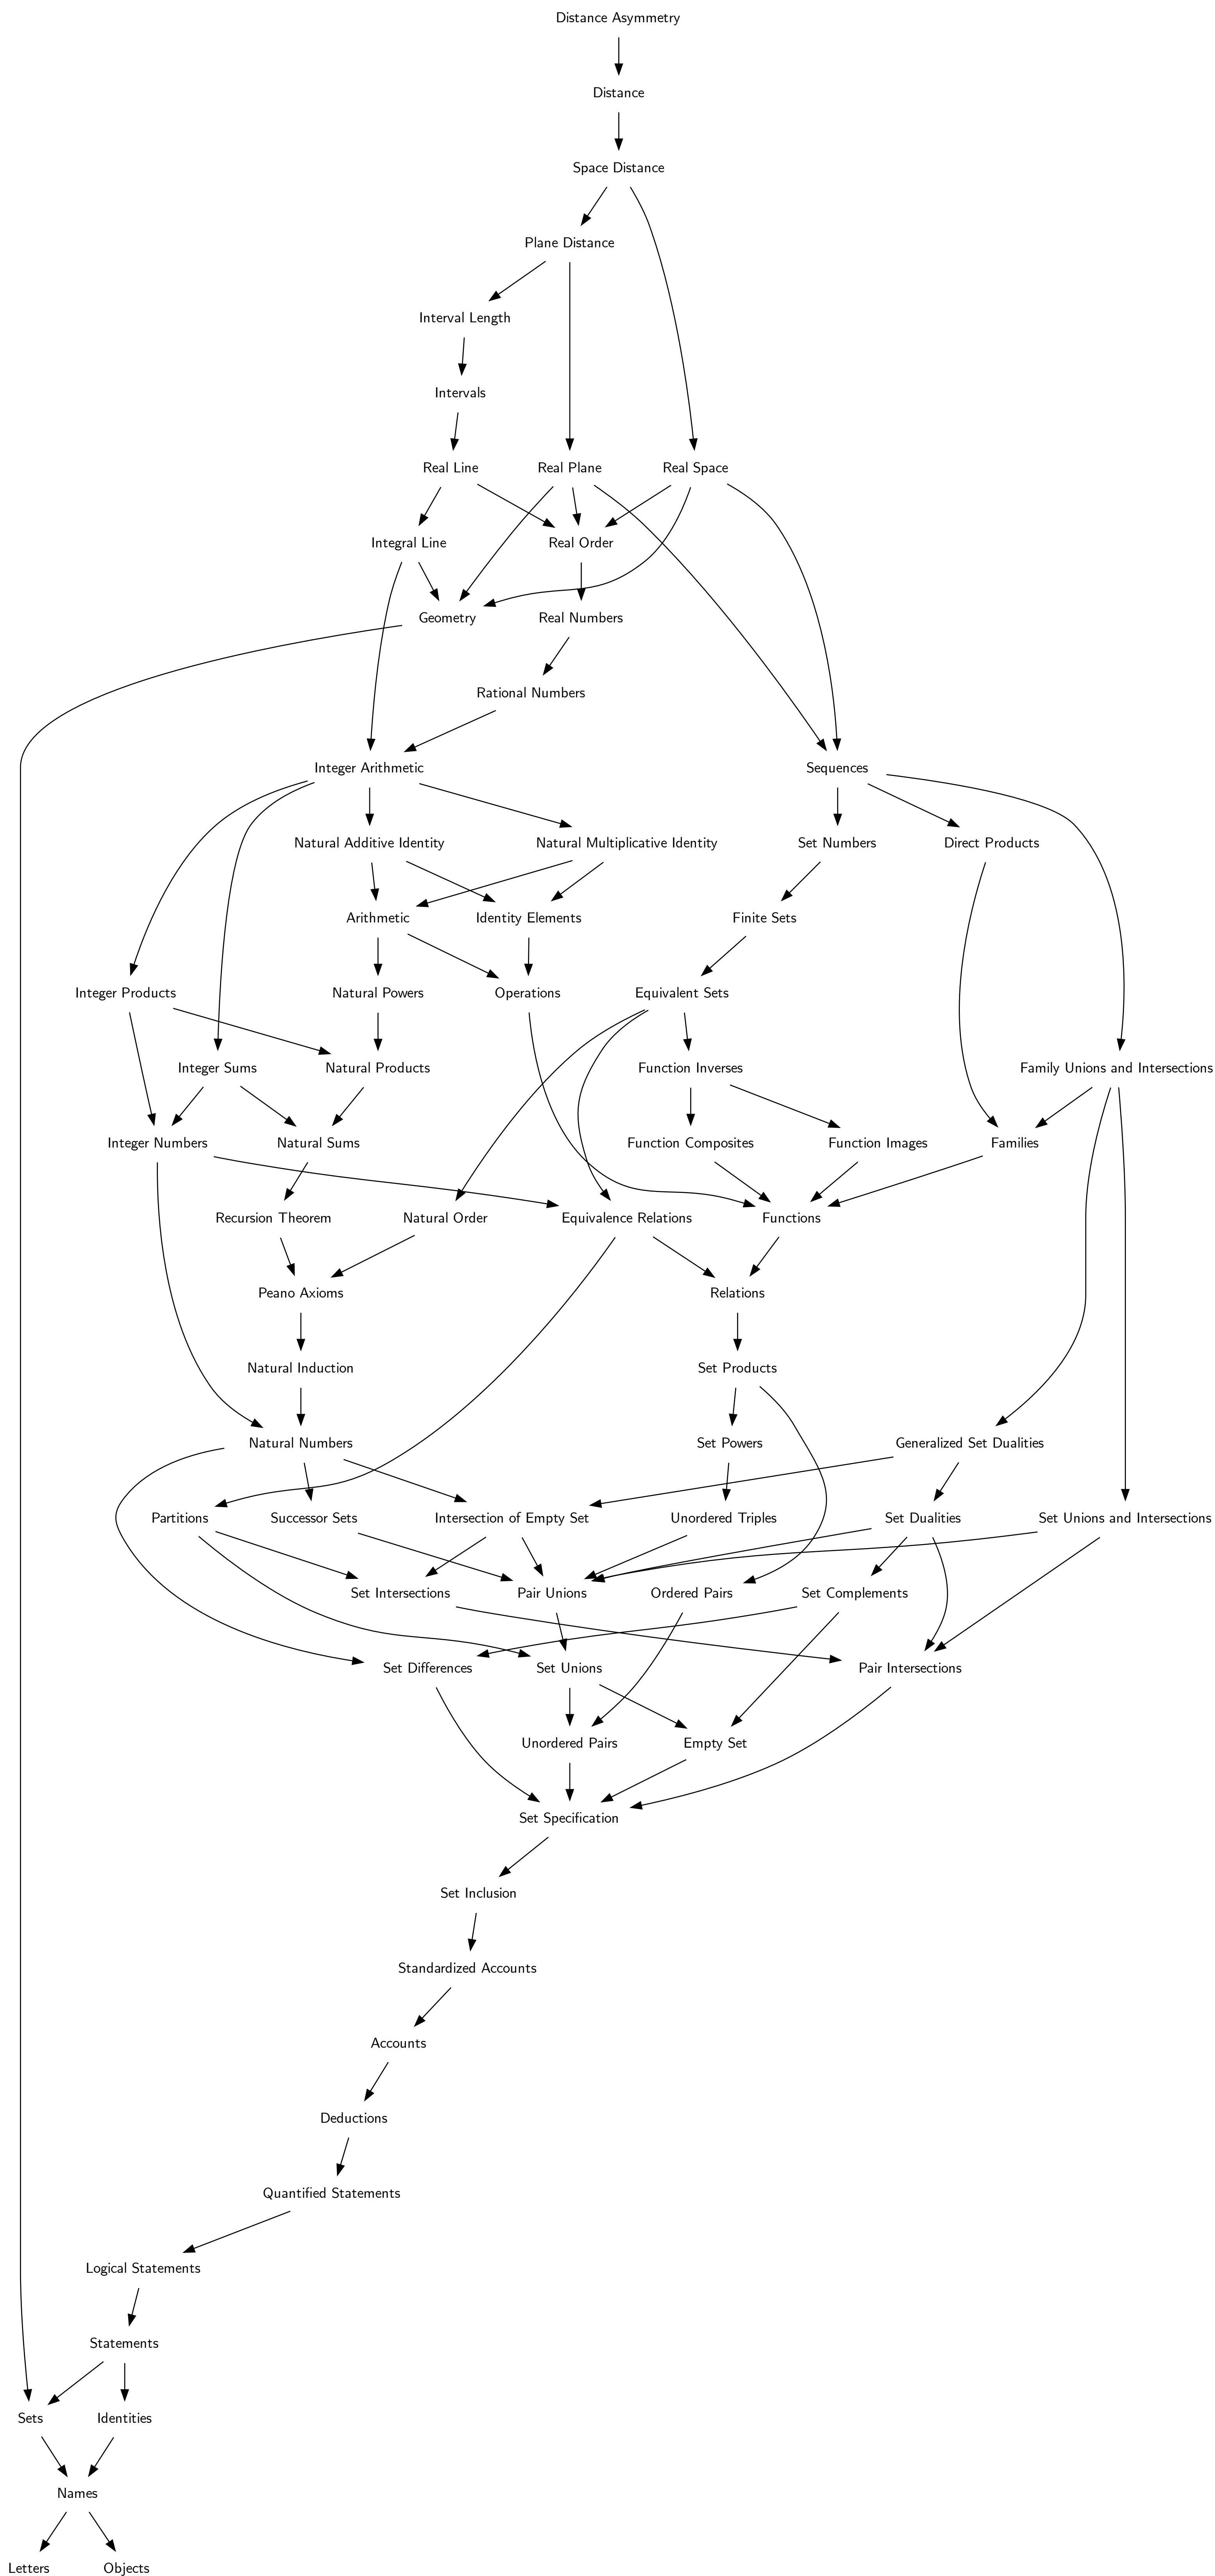 Distance Asymmetry
Distance
Space Distance
Plane Distance
Interval Length
Intervals
Real Line
Real Plane
Real Space
Integral Line
Real Order
Geometry
Real Numbers
Rational Numbers
Integer Arithmetic
Sequences
Natural Additive Identity
Natural Multiplicative Identity
Set Numbers
Direct Products
Arithmetic
Identity Elements
Finite Sets
Integer Products
Natural Powers
Operations
Equivalent Sets
Integer Sums
Natural Products
Function Inverses
Family Unions and Intersections
Integer Numbers
Natural Sums
Function Composites
Function Images
Families
Recursion Theorem
Natural Order
Equivalence Relations
Functions
Peano Axioms
Relations
Natural Induction
Set Products
Natural Numbers
Set Powers
Generalized Set Dualities
Partitions
Successor Sets
Intersection of Empty Set
Unordered Triples
Set Dualities
Set Unions and Intersections
Set Intersections
Pair Unions
Ordered Pairs
Set Complements
Set Differences
Set Unions
Pair Intersections
Unordered Pairs
Empty Set
Set Specification
Set Inclusion
Standardized Accounts
Accounts
Deductions
Quantified Statements
Logical Statements
Statements
Sets
Identities
Names
Letters
Objects